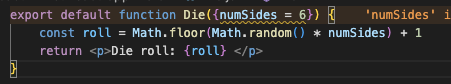 export default function Die({numSides = 6}) {    'numSides' i
    const roll = Math.floor(Math.random() * numSides) + 1
    return <p>Die roll: {roll} </p>
}